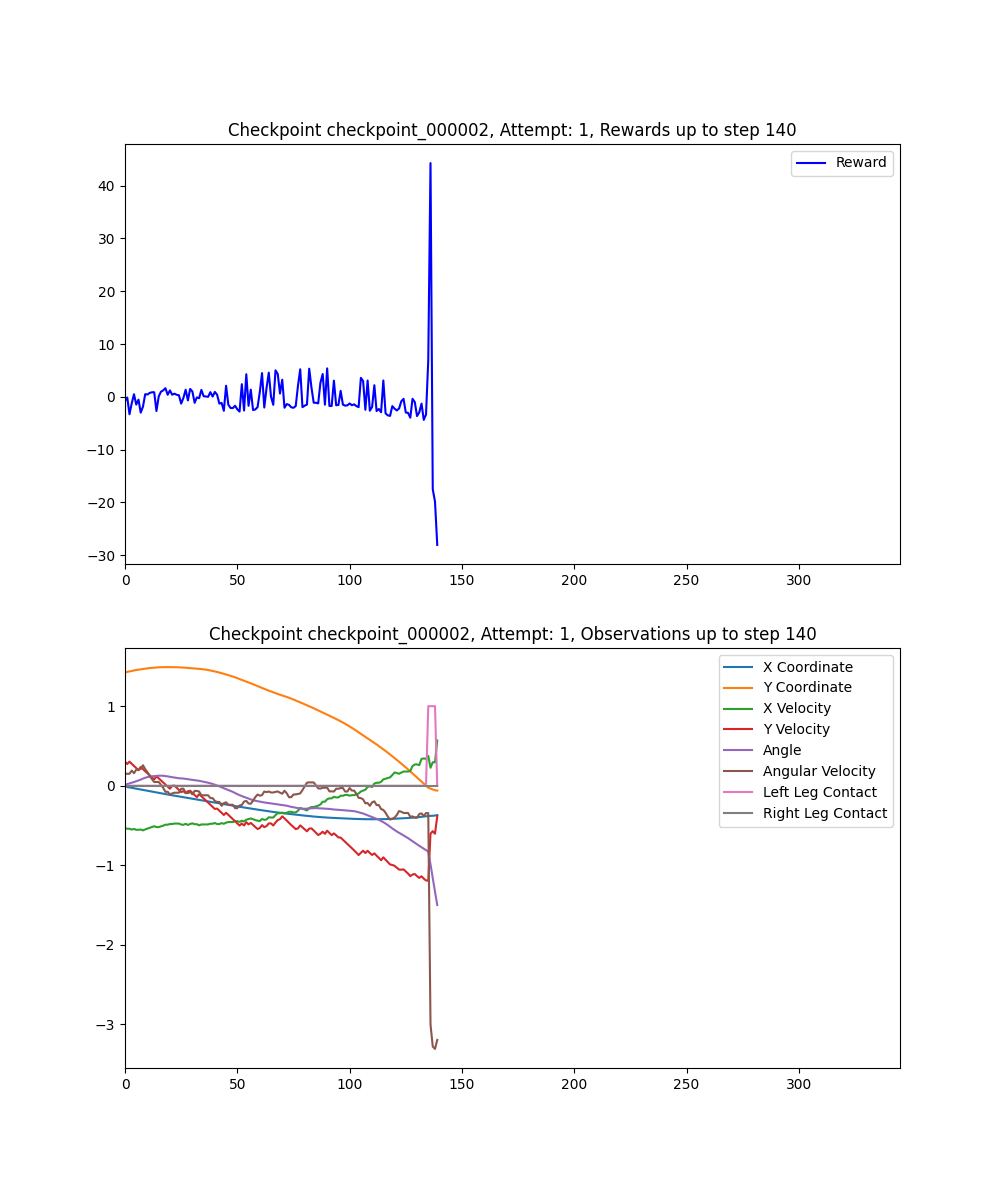 Checkpoint checkpoint_000002, Attempt: 1, Rewards up to step 140
Reward
40
30
20
10
0
−10
−20
−30
0 50 100 150 200 250 300
Checkpoint checkpoint_000002, Attempt: 1, Observations up to step 140
X Coordinate
Y Coordinate
X Velocity
Y Velocity
Angle
Angular Velocity
Left Leg Contact
Right Leg Contact
1
0
−1
−2
−3
0 50 100 150 200 250 300